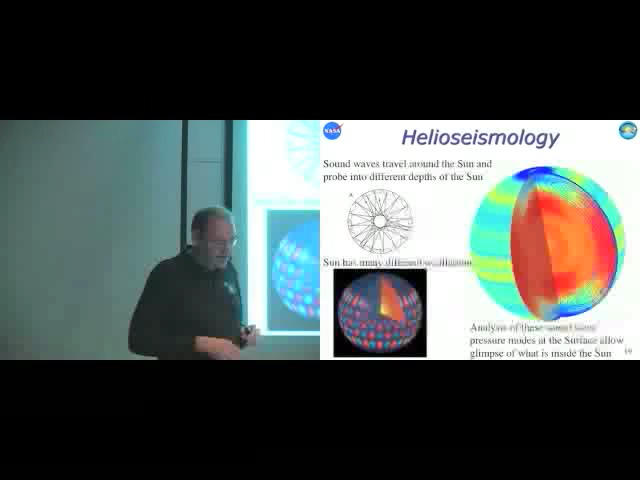 NASA
Helioseismology
Sound waves travel around the Sun and
probe into different depths of the Sun
Sun has many different oscillation
Analysis of these sound wave
pressure modes at the Surface allow
glimpse of what is inside the Sun